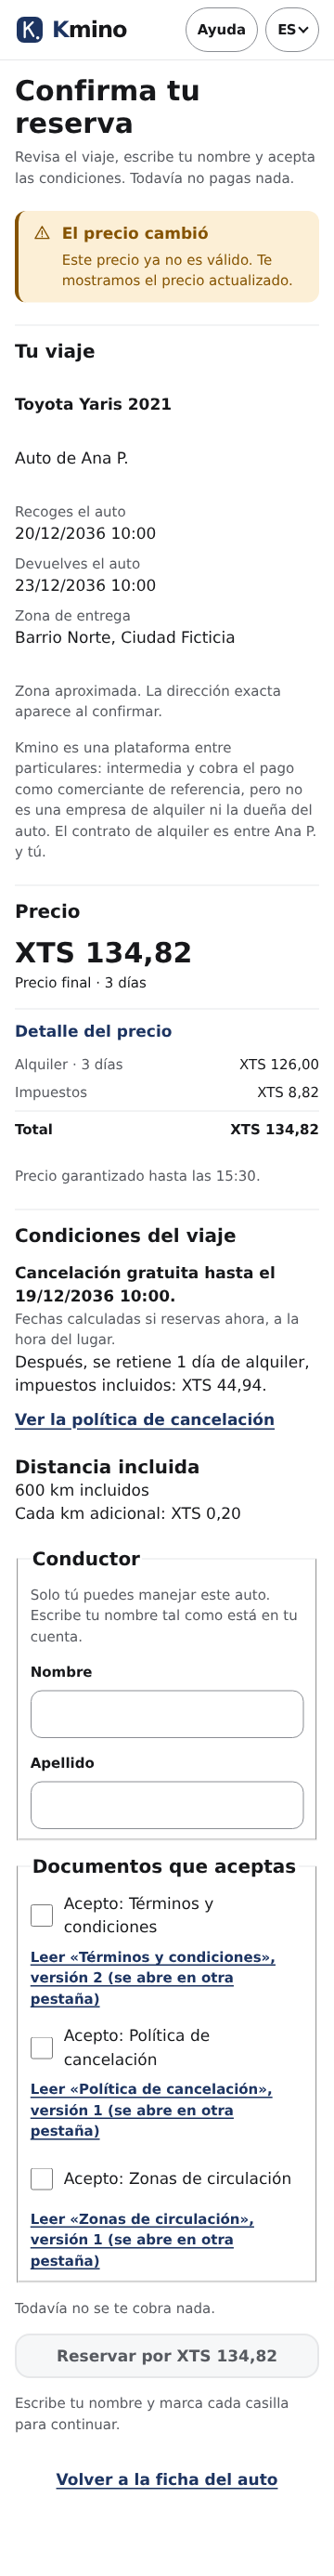 Kmino
Ayuda
ES
Confirma tu
reserva
Revisa el viaje, escribe tu nombre y acepta
las condiciones. Todavía no pagas nada.
El precio cambió
Este precio ya no es válido. Te
mostramos el precio actualizado.
Tu viaje
Toyota Yaris 2021
Auto de Ana P.
Recoges el auto
20/12/2036 10:00
Devuelves el auto
23/12/2036 10:00
Zona de entrega
Barrio Norte, Ciudad Ficticia
Zona aproximada. La dirección exacta
aparece al confirmar.
Kmino es una plataforma entre
particulares: intermedia y cobra el pago
como comerciante de referencia, pero no
es una empresa de alquiler ni la dueña del
auto. El contrato de alquiler es entre Ana P.
y tú.
Precio
XTS 134,82
Precio final · 3 días
Detalle del precio
Alquiler · 3 días XTS 126,00
Impuestos XTS 8,82
Total XTS 134,82
Precio garantizado hasta las 15:30.
Condiciones del viaje
Cancelación gratuita hasta el
19/12/2036 10:00.
Fechas calculadas si reservas ahora, a la
hora del lugar.
Después, se retiene 1 día de alquiler,
impuestos incluidos: XTS 44,94.
Ver la política de cancelación
Distancia incluida
600 km incluidos
Cada km adicional: XTS 0,20
Conductor
Solo tú puedes manejar este auto.
Escribe tu nombre tal como está en tu
cuenta.
Nombre
Apellido
Documentos que aceptas
Acepto: Términos y
condiciones
Leer «Términos y condiciones»,
versión 2 (se abre en otra
pestaña)
Acepto: Política de
cancelación
Leer «Política de cancelación»,
versión 1 (se abre en otra
pestaña)
Acepto: Zonas de circulación
Leer «Zonas de circulación»,
versión 1 (se abre en otra
pestaña)
Todavía no se te cobra nada.
Reservar por XTS 134,82
Escribe tu nombre y marca cada casilla
para continuar.
Volver a la ficha del auto